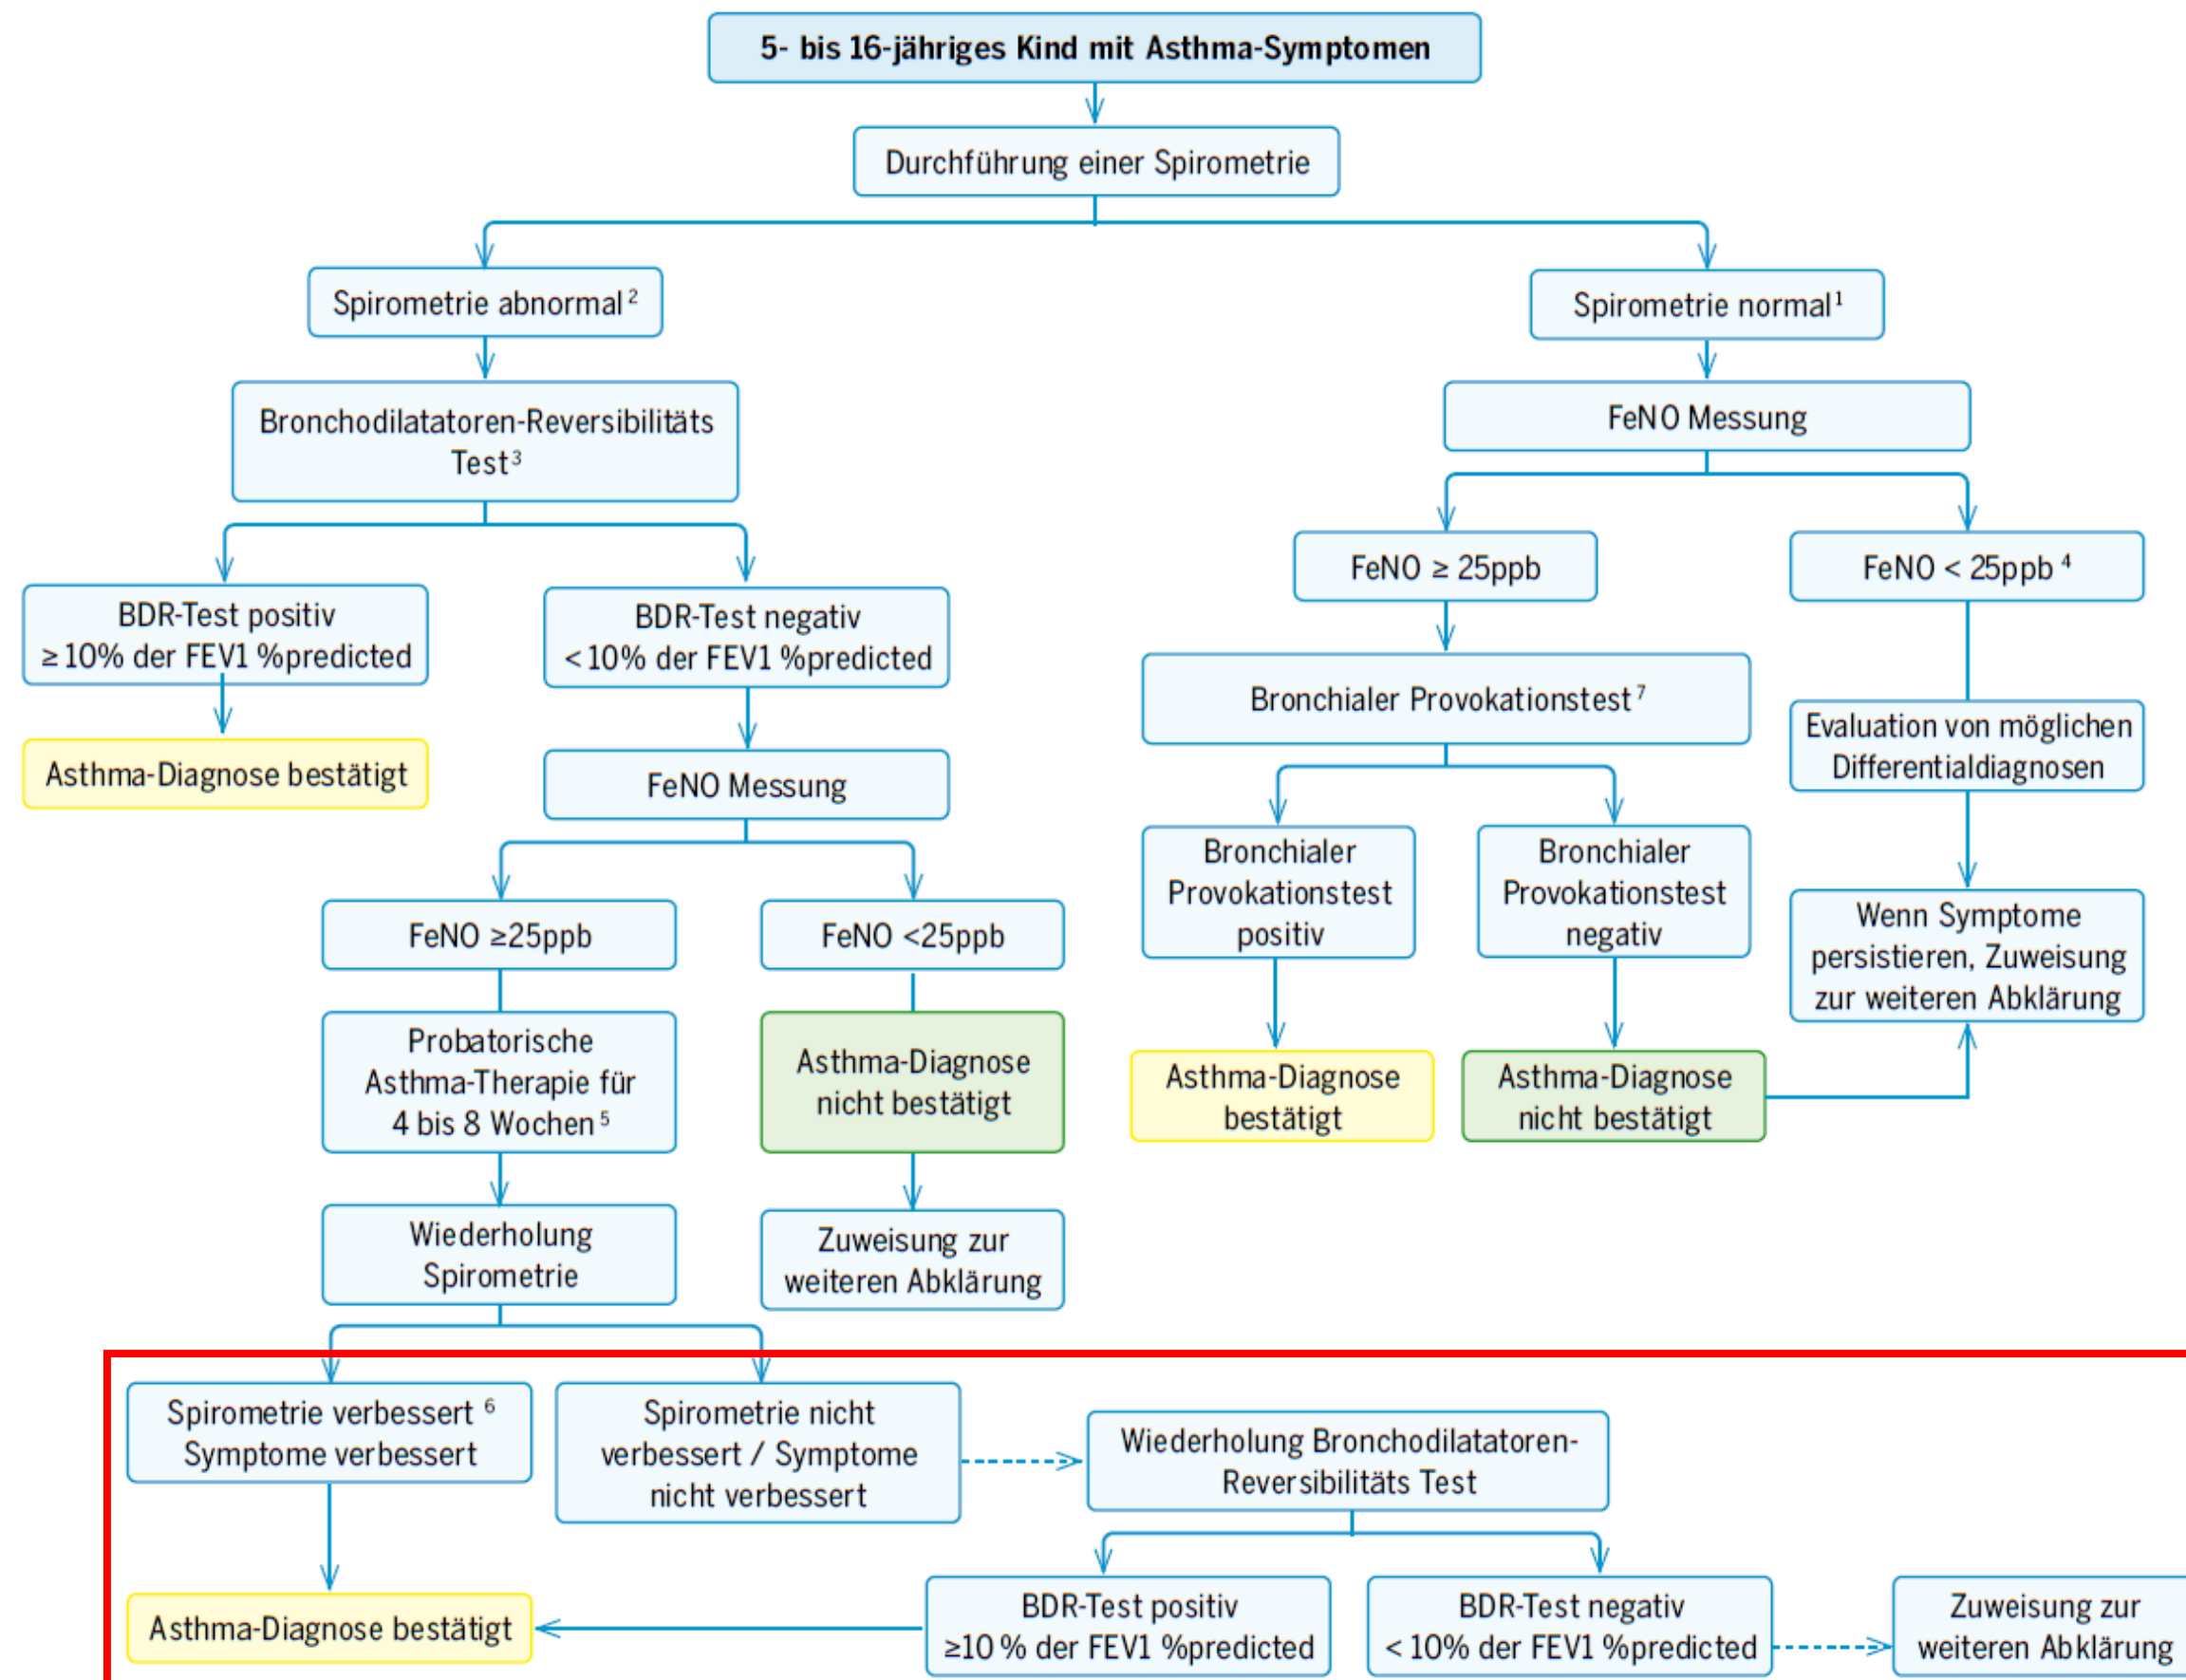 5- bis 16-jähriges Kind mit Asthma-Symptomen
Durchführung einer Spirometrie
Spirometrie abnormal ²
Spirometrie normal ¹
Bronchodilatatoren-Reversibilitäts
Test ³
FeNO Messung
BDR-Test positiv
≥ 10% der FEV1 %predicted
BDR-Test negativ
< 10% der FEV1 %predicted
FeNO ≥ 25ppb
FeNO < 25ppb ⁴
Asthma-Diagnose bestätigt
FeNO Messung
Bronchialer Provokationstest ⁷
Evaluation von möglichen
Differentialdiagnosen
FeNO ≥25ppb
FeNO <25ppb
Bronchialer
Provokationstest
positiv
Bronchialer
Provokationstest
negativ
Wenn Symptome
persistieren, Zuweisung
zur weiteren Abklärung
Probatorische
Asthma-Therapie für
4 bis 8 Wochen ⁵
Asthma-Diagnose
nicht bestätigt
Asthma-Diagnose
bestätigt
Asthma-Diagnose
nicht bestätigt
Wiederholung
Spirometrie
Zuweisung zur
weiteren Abklärung
Spirometrie verbessert ⁶
Symptome verbessert
Spirometrie nicht
verbessert / Symptome
nicht verbessert
Wiederholung Bronchodilatatoren-
Reversibilitäts Test
Asthma-Diagnose bestätigt
BDR-Test positiv
≥10 % der FEV1 %predicted
BDR-Test negativ
< 10% der FEV1 %predicted
Zuweisung zur
weiteren Abklärung